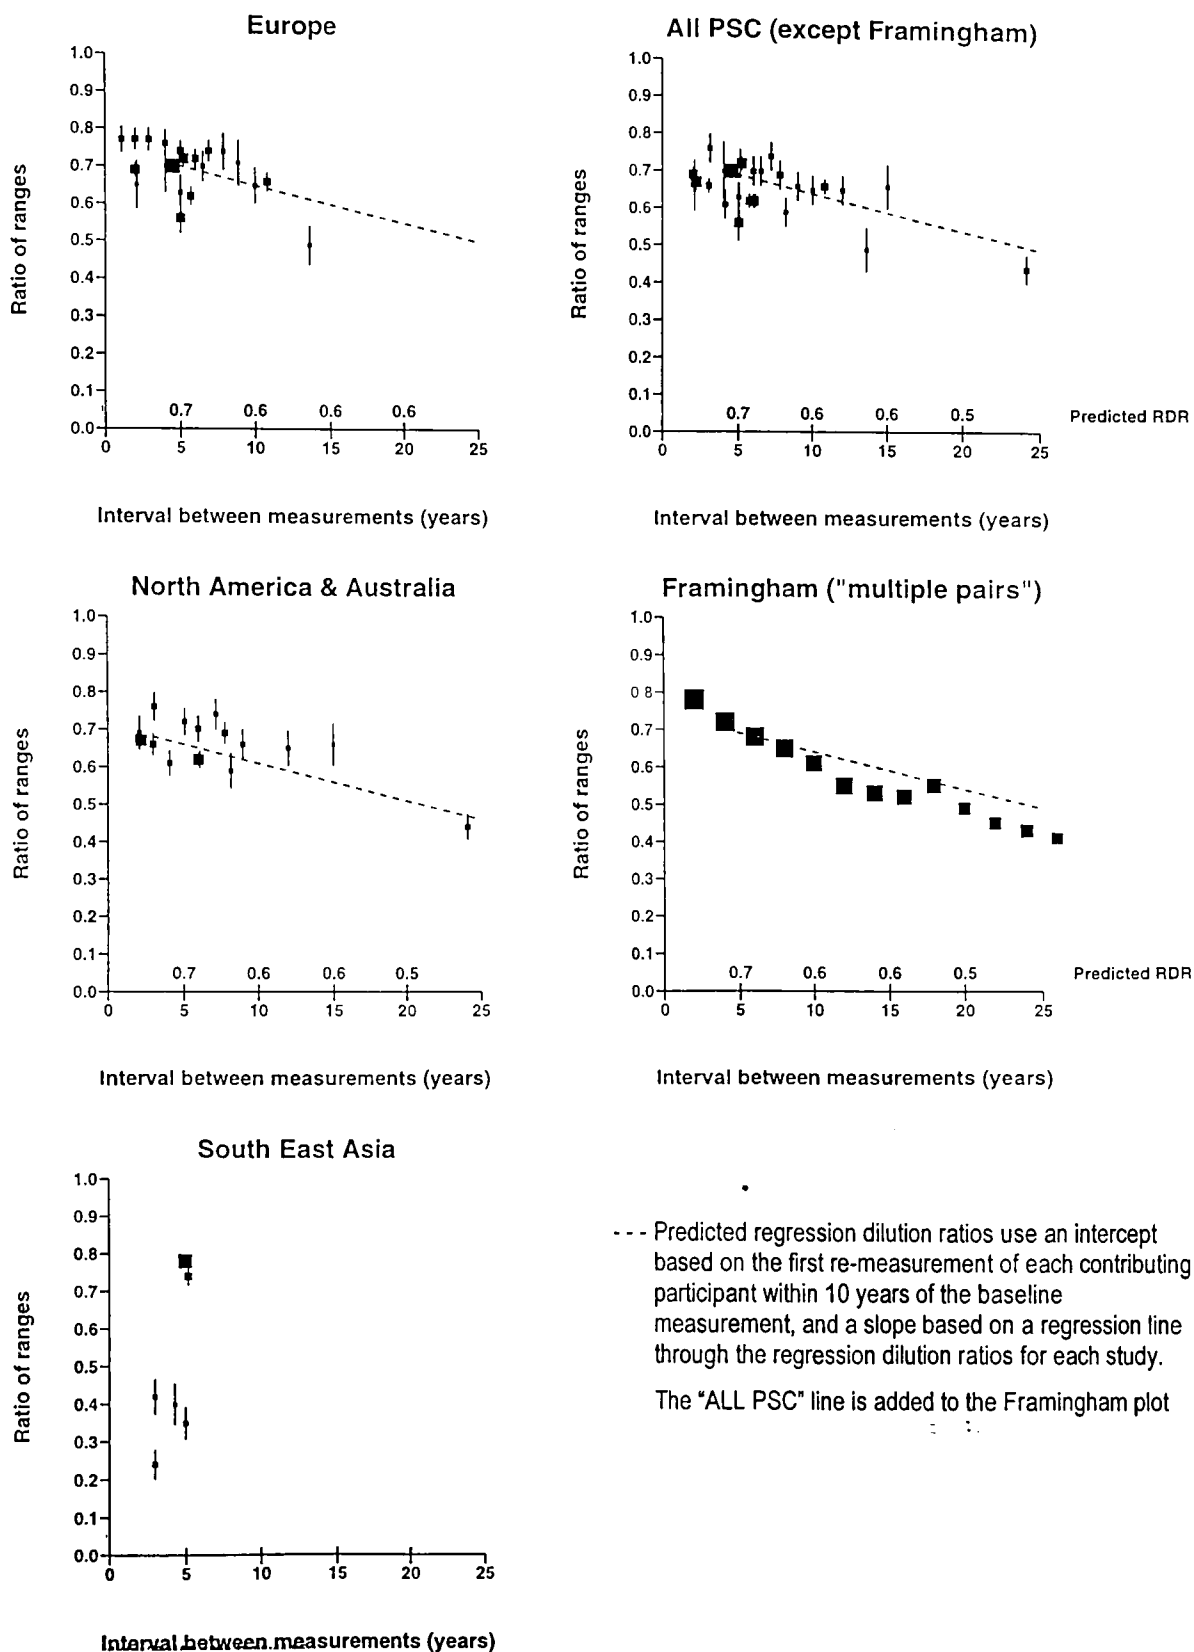 Europe
1.0
0.9
0.8
0.7
0.6
0.5
0.4
0.3
0.2
0.1
0.0
Ratio of ranges
0.7 0.6 0.6 0.6
0 5 10 15 20 25
Interval between measurements (years)
All PSC (except Framingham)
1.0
0.9
0.8
0.7
0.6
0.5
0.4
0.3
0.2
0.1
0.0
Ratio of ranges
0.7 0.6 0.6 0.5 Predicted RDR
0 5 10 15 20 25
Interval between measurements (years)
North America & Australia
1.0
0.9
0.8
0.7
0.6
0.5
0.4
0.3
0.2
0.1
0.0
Ratio of ranges
0.7 0.6 0.6 0.5
0 5 10 15 20 25
Interval between measurements (years)
Framingham ("multiple pairs")
1.0
0.9
0 8
0.7
0.6
0.5
0.4
0.3
0.2
0.1
0.0
Ratio of ranges
0.7 0.6 0.6 0.5 Predicted RDR
0 5 10 15 20 25
Interval between measurements (years)
South East Asia
1.0
0.9
0.8
0.7
0.6
0.5
0.4
0.3
0.2
0.1
0.0
Ratio of ranges
0 5 10 15 20 25
Interval between measurements (years)
- - - Predicted regression dilution ratios use an intercept
based on the first re-measurement of each contributing
participant within 10 years of the baseline
measurement, and a slope based on a regression line
through the regression dilution ratios for each study.
The "ALL PSC" line is added to the Framingham plot